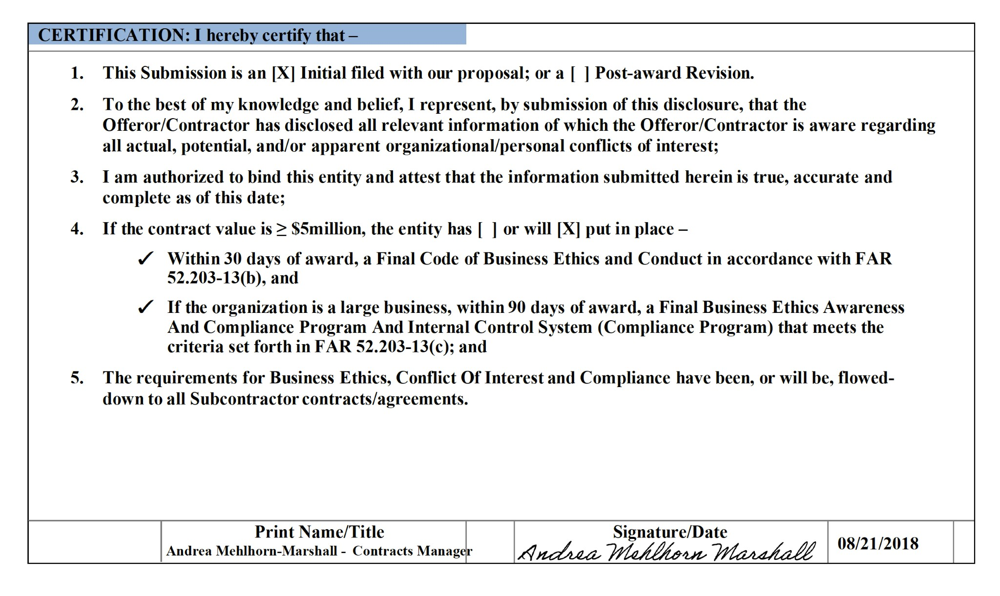 CERTIFICATION: I hereby certify that –
1. This Submission is an [X] Initial filed with our proposal; or a [ ] Post-award Revision.
2. To the best of my knowledge and belief, I represent, by submission of this disclosure, that the
Offeror/Contractor has disclosed all relevant information of which the Offeror/Contractor is aware regarding
all actual, potential, and/or apparent organizational/personal conflicts of interest;
3. I am authorized to bind this entity and attest that the information submitted herein is true, accurate and
complete as of this date;
4. If the contract value is ≥ $5million, the entity has [ ] or will [X] put in place –
✓ Within 30 days of award, a Final Code of Business Ethics and Conduct in accordance with FAR
52.203-13(b), and
✓ If the organization is a large business, within 90 days of award, a Final Business Ethics Awareness
And Compliance Program And Internal Control System (Compliance Program) that meets the
criteria set forth in FAR 52.203-13(c); and
5. The requirements for Business Ethics, Conflict Of Interest and Compliance have been, or will be, flowed-
down to all Subcontractor contracts/agreements.
Print Name/Title
Andrea Mehlhorn-Marshall - Contracts Manager
Signature/Date
Andrea Mehlhorn Marshall
08/21/2018